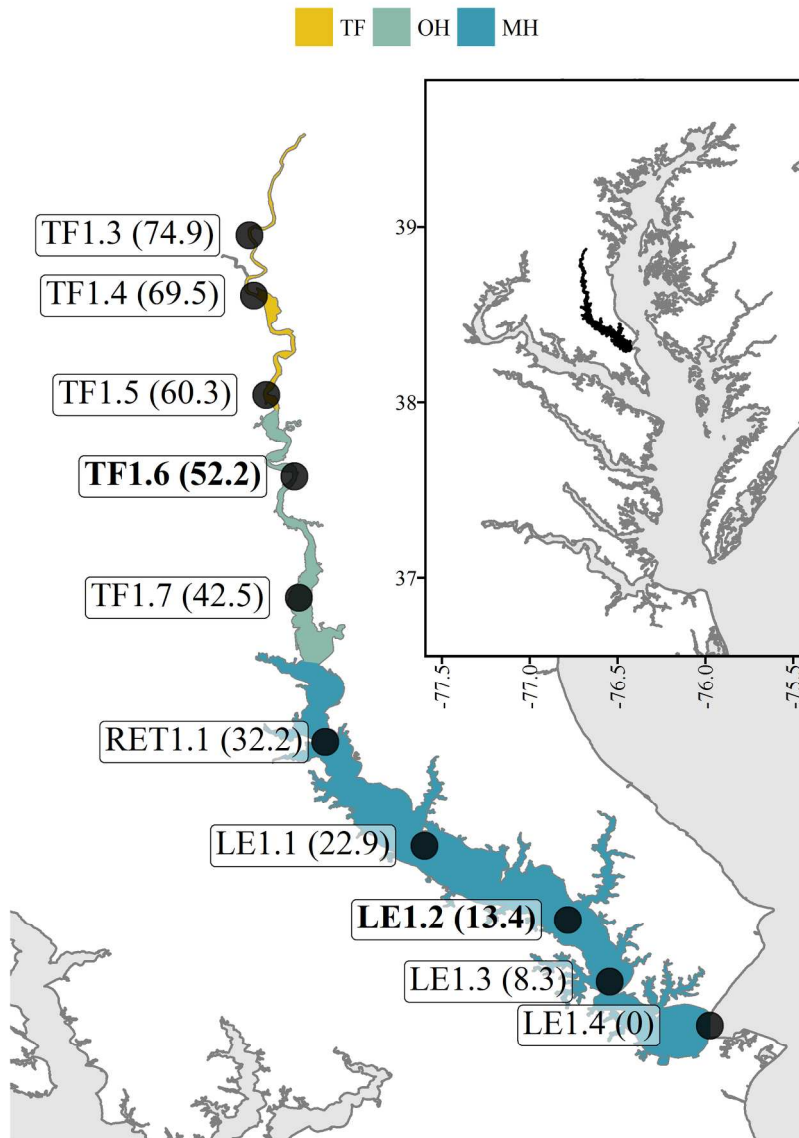 TF OH MH
TF1.3 (74.9)
TF1.4 (69.5)
TF1.5 (60.3)
TF1.6 (52.2)
TF1.7 (42.5)
RET1.1 (32.2)
LE1.1 (22.9)
LE1.2 (13.4)
LE1.3 (8.3)
LE1.4 (0)
39
38
37
-77.5
-77.0
-76.5
-76.0
-75.5